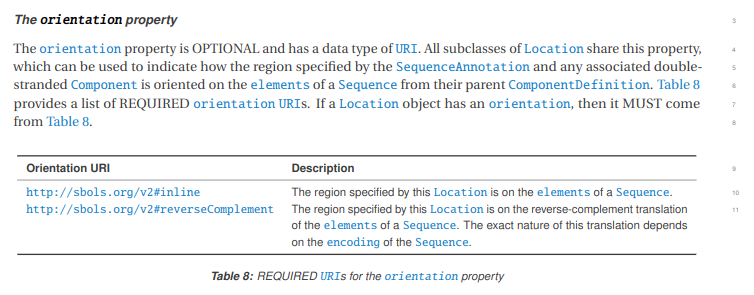 The orientation property 3
The orientation property is OPTIONAL and has a data type of URI. All subclasses of Location share this property, 4
which can be used to indicate how the region specified by the SequenceAnnotation and any associated double- 5
stranded Component is oriented on the elements of a Sequence from their parent ComponentDefinition. Table 8 6
provides a list of REQUIRED orientation URIs. If a Location object has an orientation, then it MUST come 7
from Table 8. 8
Orientation URI Description 9
http://sbols.org/v2#inline The region specified by this Location is on the elements of a Sequence. 10
http://sbols.org/v2#reverseComplement The region specified by this Location is on the reverse-complement translation 11
of the elements of a Sequence. The exact nature of this translation depends
on the encoding of the Sequence.
Table 8: REQUIRED URIs for the orientation property